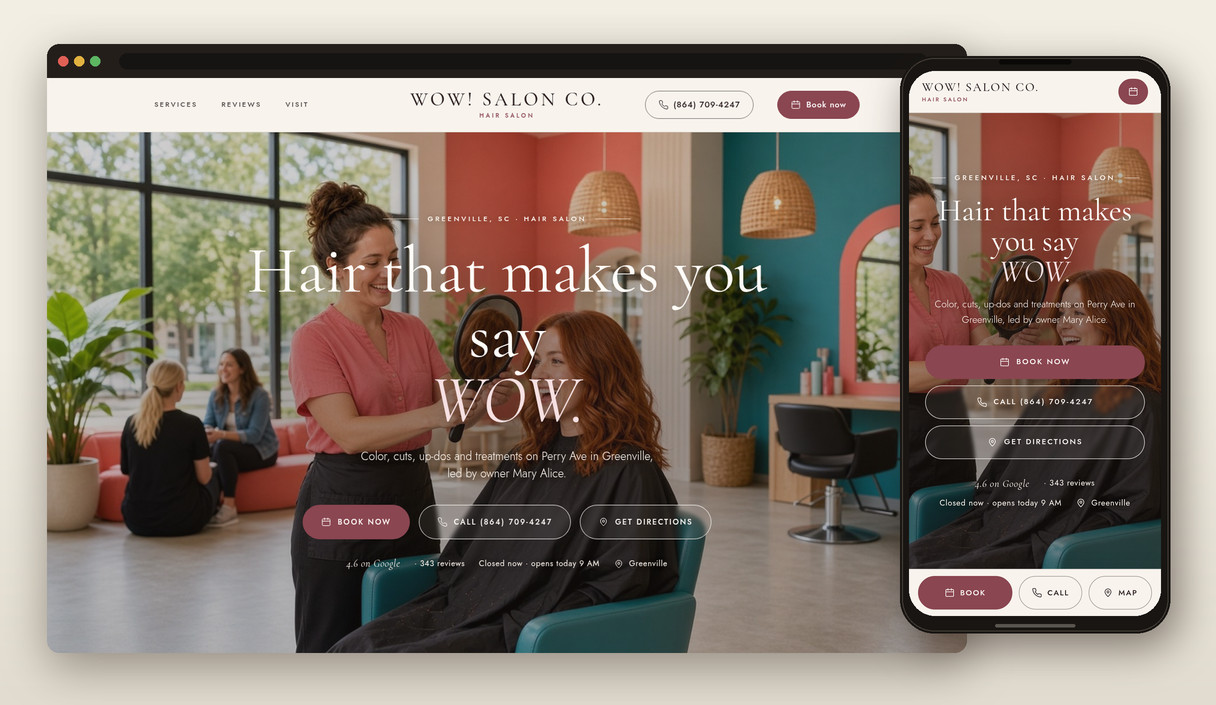 SERVICES REVIEWS VISIT
WOW! SALON CO.
HAIR SALON
(864) 709-4247
Book now
GREENVILLE, SC · HAIR SALON
Hair that makes you
say
WOW.
Color, cuts, up-dos and treatments on Perry Ave in Greenville,
led by owner Mary Alice.
BOOK NOW
CALL (864) 709-4247
GET DIRECTIONS
4.6 on Google · 343 reviews Closed now · opens today 9 AM Greenville
WOW! SALON CO.
HAIR SALON
GREENVILLE, SC · HAIR SALON
Hair that makes
you say
WOW.
Color, cuts, up-dos and treatments on Perry Ave in
Greenville, led by owner Mary Alice.
BOOK NOW
CALL (864) 709-4247
GET DIRECTIONS
4.6 on Google · 343 reviews
Closed now · opens today 9 AM Greenville
BOOK CALL MAP